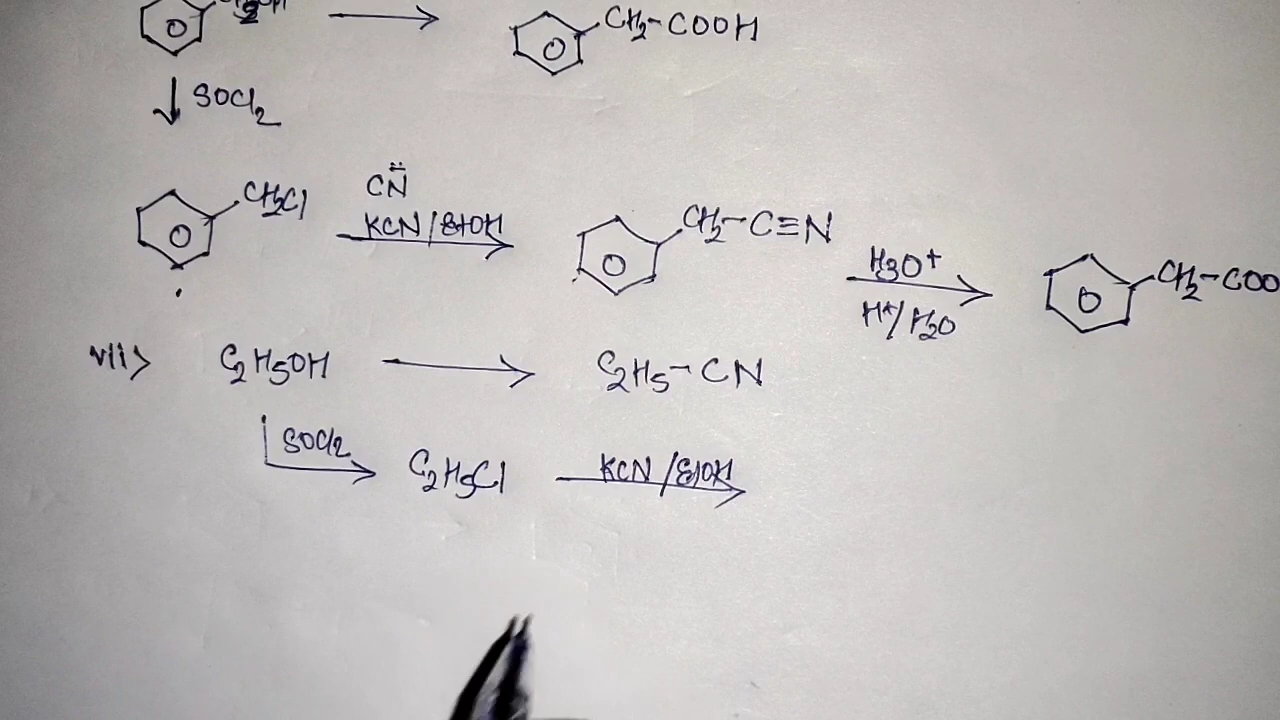 CH2-COOH
SOCl2
CH2Cl
CN̈
KCN/EtOH
CH2-C≡N
H3O+
H+/H2O
CH2-COO
vii> C2H5OH → C2H5-CN
SOCl2 C2H5Cl KCN/EtOH